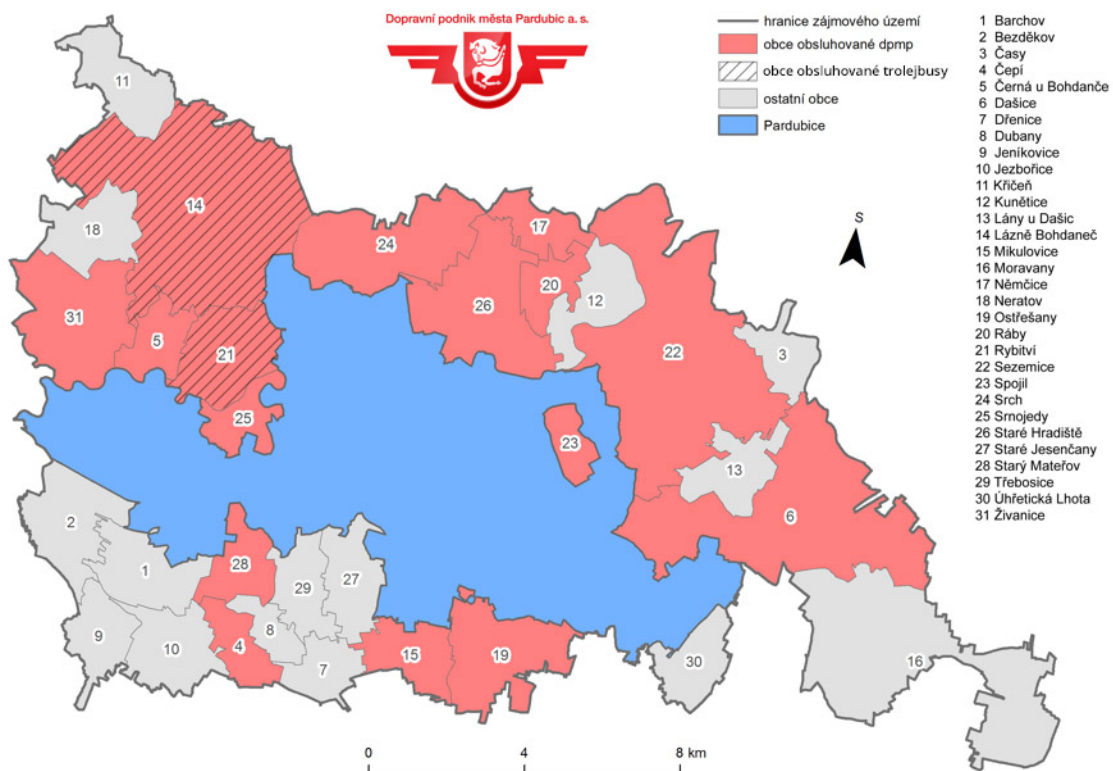 Dopravní podnik města Pardubic a. s.
hranice zájmového území
obce obsluhované dpmp
obce obsluhované trolejbusy
ostatní obce
Pardubice
1 Barchov
2 Bezděkov
3 Časy
4 Čepí
5 Černá u Bohdanče
6 Dašice
7 Dřenice
8 Dubany
9 Jeníkovice
10 Jezbořice
11 Křičeň
12 Kunětice
13 Lány u Dašic
14 Lázně Bohdaneč
15 Mikulovice
16 Moravany
17 Němčice
18 Neratov
19 Ostřešany
20 Ráby
21 Rybitví
22 Sezemice
23 Spojil
24 Srch
25 Srnojedy
26 Staré Hradiště
27 Staré Jesenčany
28 Starý Mateřov
29 Třebosice
30 Úhřetická Lhota
31 Živanice
S
11
14
18
17
24
20
12
26
31
5
21
22
3
25
23
13
6
2
28
1
29
27
9
10
4
8
7
15
19
30
16
0 4 8 km